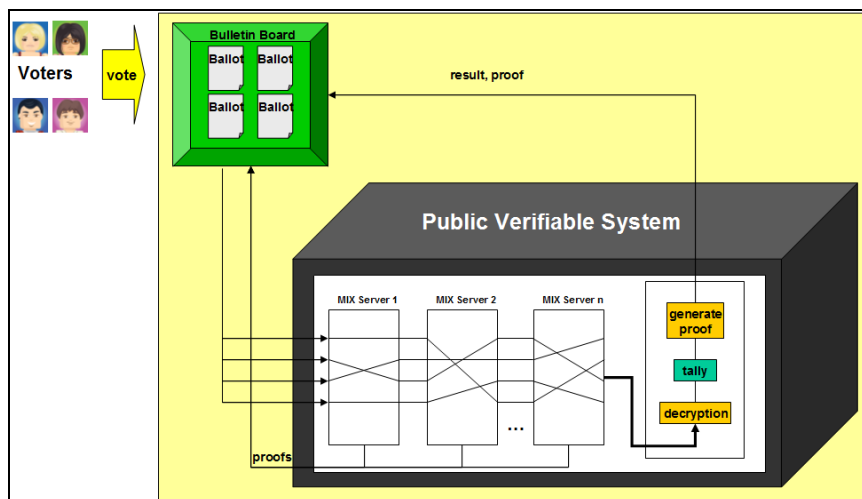 Voters
vote
Bulletin Board
Ballot
Ballot
Ballot
Ballot
result, proof
Public Verifiable System
MIX Server 1
MIX Server 2
MIX Server n
...
generate
proof
tally
decryption
proofs